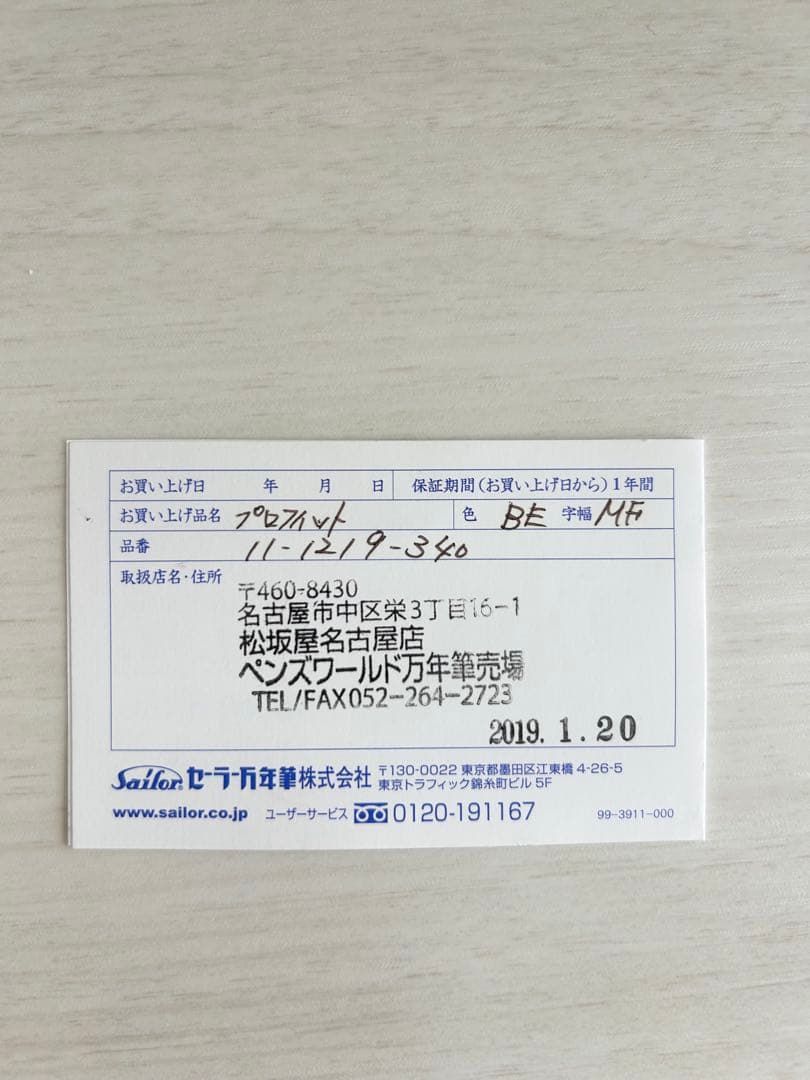 お買い上げ日 年 月 日 保証期間(お買い上げ日から)1年間
お買い上げ品名 プロフィット 色 BE 字幅 MF
品番 11-1219-340
取扱店名・住所
〒460-8430
名古屋市中区栄3丁目16-1
松坂屋名古屋店
ペンズワールド万年筆売場
TEL/FAX052-264-2723
2019.1.20
Sailor セーラー万年筆株式会社 〒130-0022 東京都墨田区江東橋 4-26-5
東京トラフィック錦糸町ビル 5F
www.sailor.co.jp ユーザーサービス 0120-191167 99-3911-000